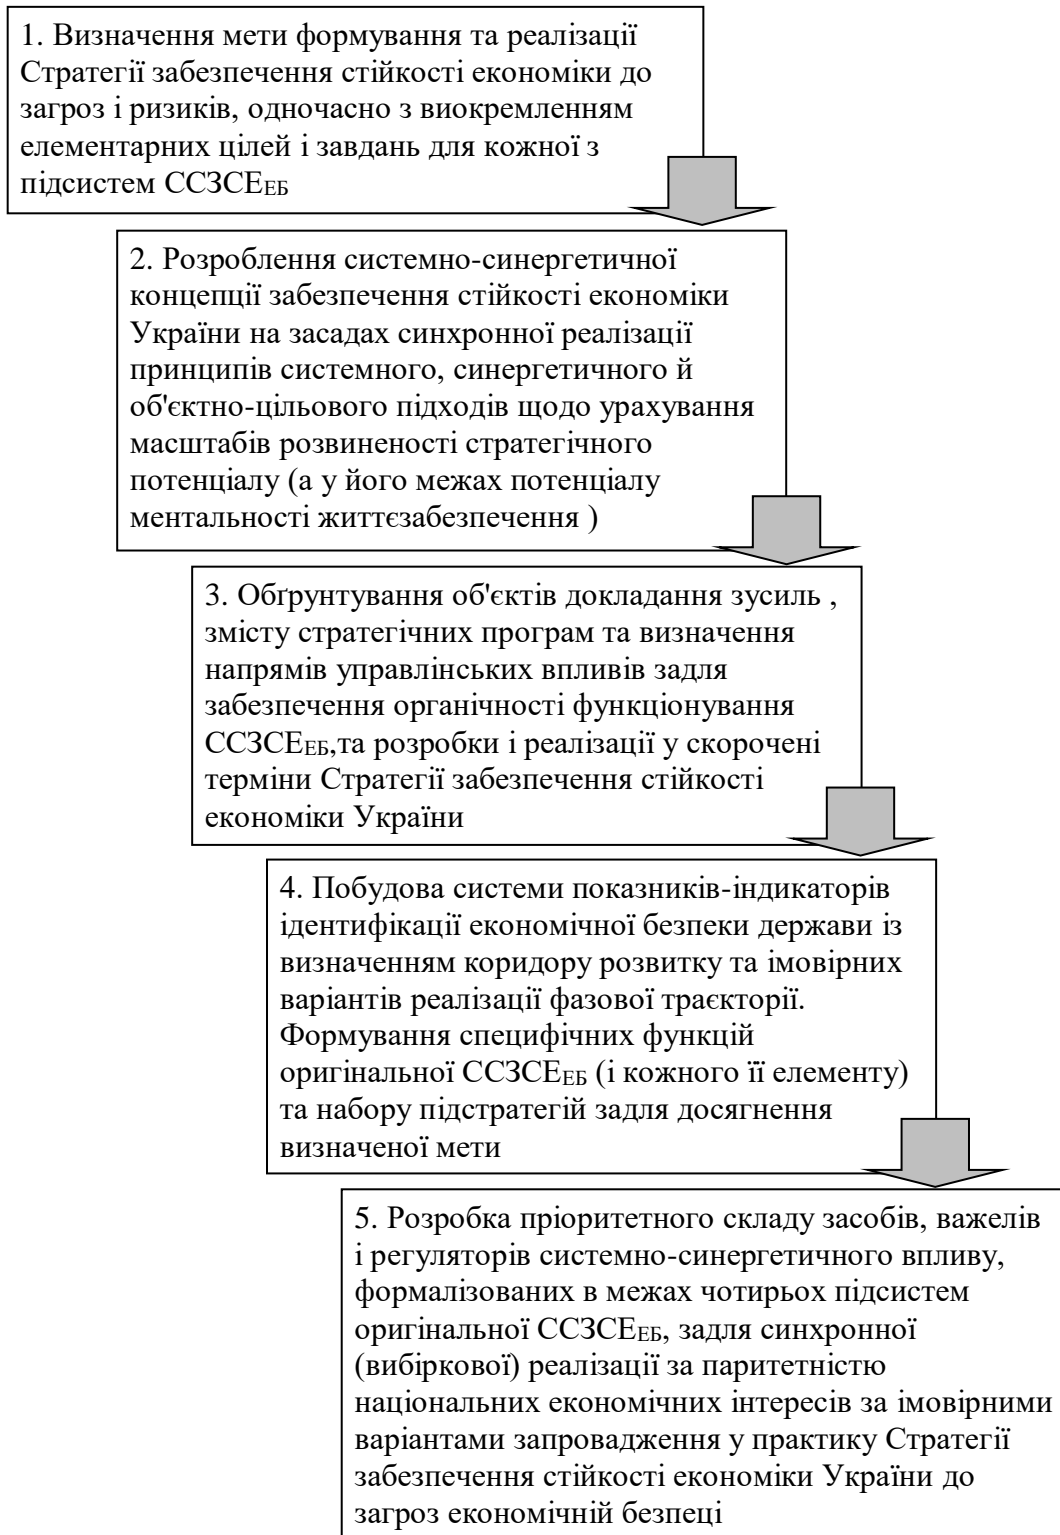 1. Визначення мети формування та реалізації
Стратегії забезпечення стійкості економіки до
загроз і ризиків, одночасно з виокремленням
елементарних цілей і завдань для кожної з
підсистем ССЗСЕЕБ
2. Розроблення системно-синергетичної
концепції забезпечення стійкості економіки
України на засадах синхронної реалізації
принципів системного, синергетичного й
об'єктно-цільового підходів щодо урахування
масштабів розвиненості стратегічного
потенціалу (а у його межах потенціалу
ментальності життєзабезпечення )
3. Обґрунтування об'єктів докладання зусиль ,
змісту стратегічних програм та визначення
напрямів управлінських впливів задля
забезпечення органічності функціонування
ССЗСЕЕБ,та розробки і реалізації у скорочені
терміни Стратегії забезпечення стійкості
економіки України
4. Побудова системи показників-індикаторів
ідентифікації економічної безпеки держави із
визначенням коридору розвитку та імовірних
варіантів реалізації фазової траєкторії.
Формування специфічних функцій
оригінальної ССЗСЕЕБ (і кожного її елементу)
та набору підстратегій задля досягнення
визначеної мети
5. Розробка пріоритетного складу засобів, важелів
і регуляторів системно-синергетичного впливу,
формалізованих в межах чотирьох підсистем
оригінальної ССЗСЕЕБ, задля синхронної
(вибіркової) реалізації за паритетністю
національних економічних інтересів за імовірними
варіантами запровадження у практику Стратегії
забезпечення стійкості економіки України до
загроз економічній безпеці